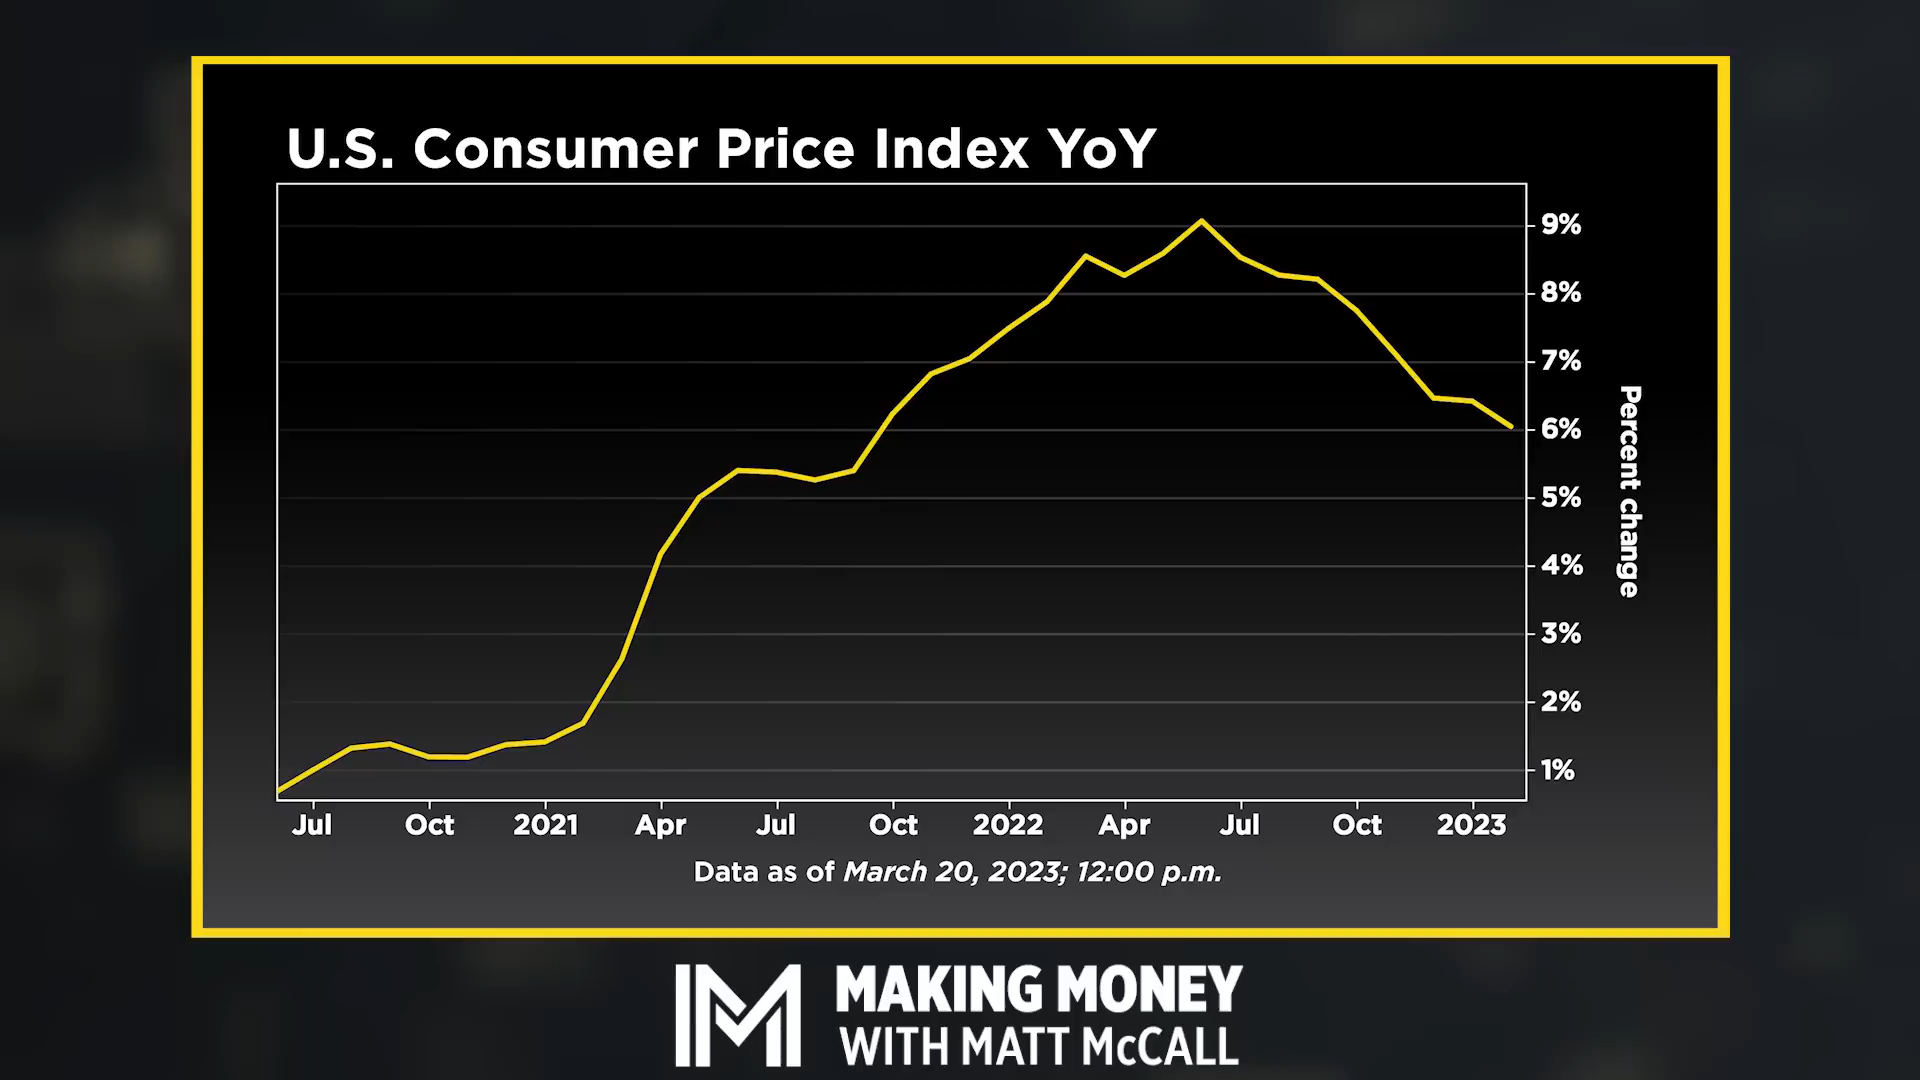 U.S. Consumer Price Index YoY
9%
8%
7%
6%
5%
4%
3%
2%
1%
Percent change
Jul Oct 2021 Apr Jul Oct 2022 Apr Jul Oct 2023
Data as of March 20, 2023; 12:00 p.m.
MAKING MONEY
WITH MATT McCALL